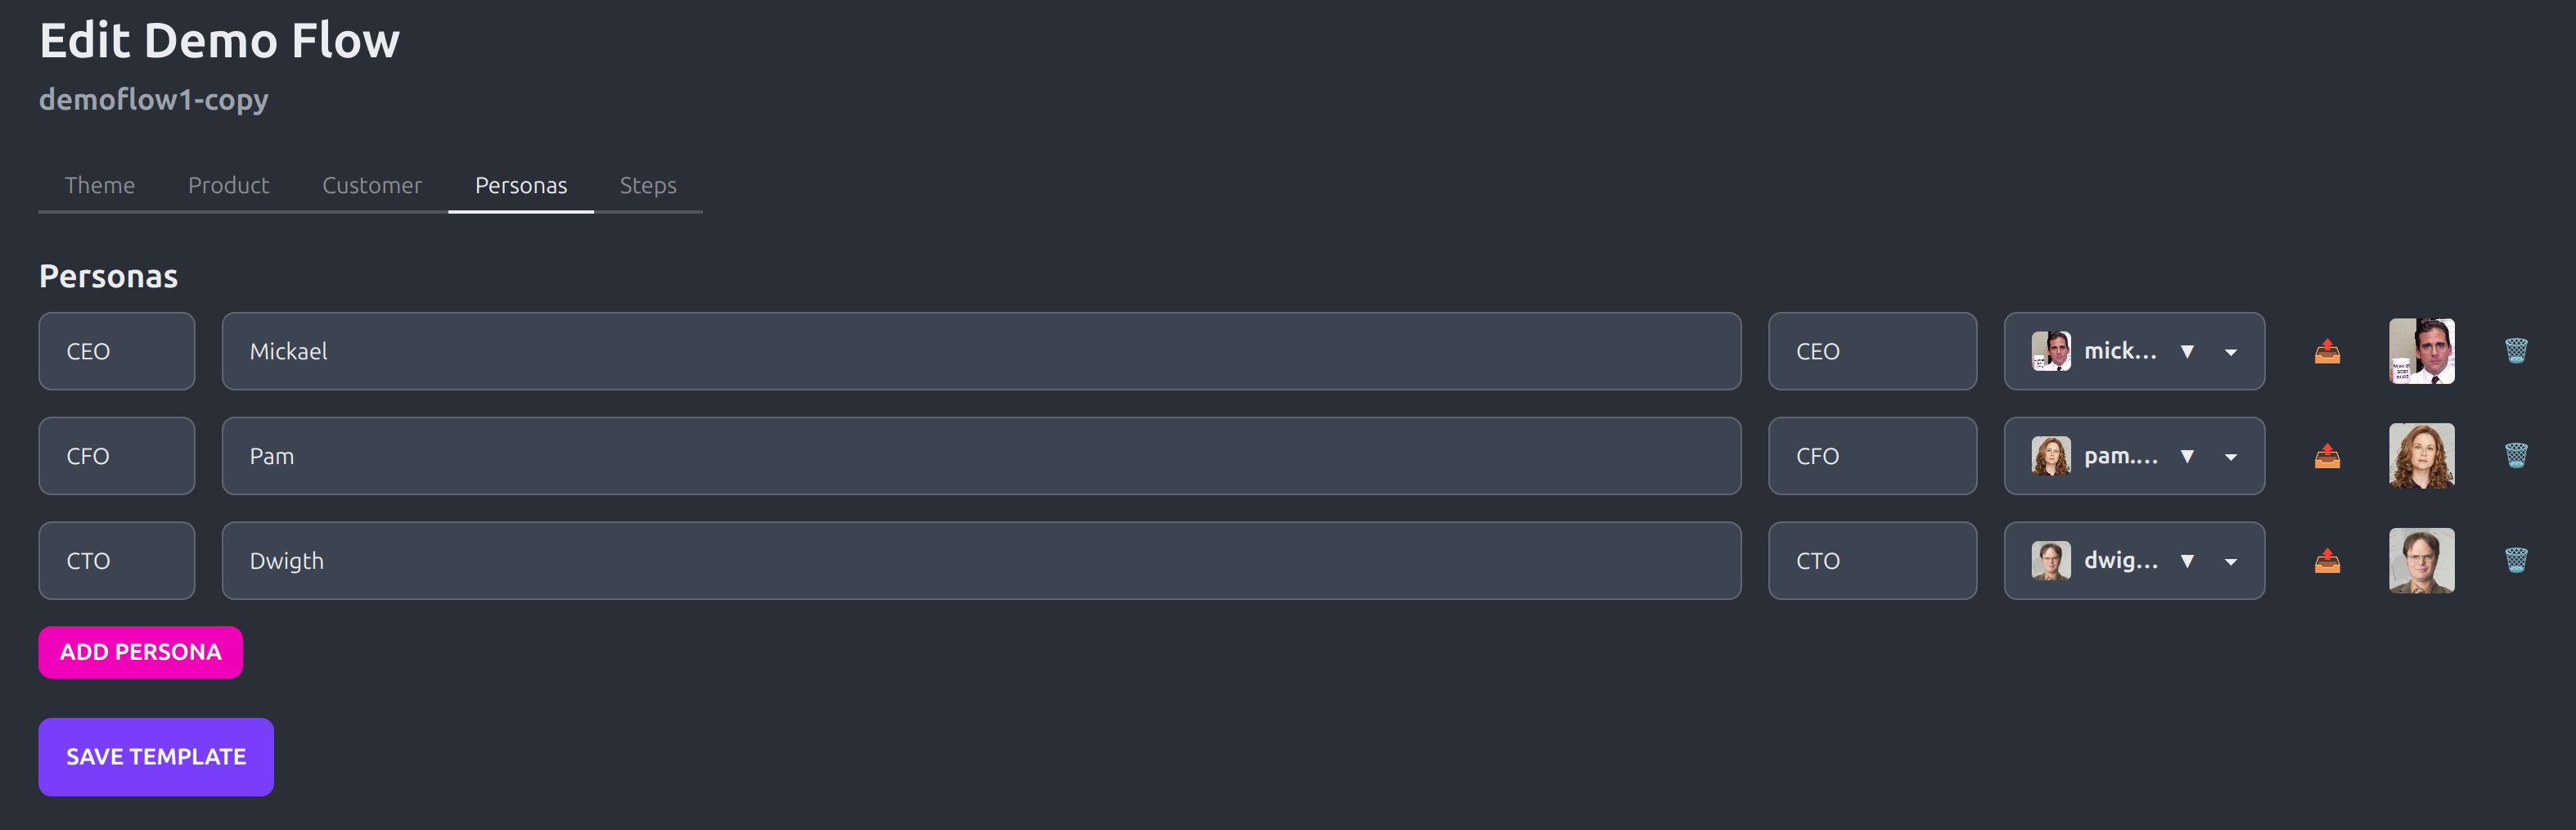 Edit Demo Flow
demoflow1-copy
Theme Product Customer Personas Steps
Personas
CEO Mickael CEO mick... ▼
CFO Pam CFO pam.... ▼
CTO Dwigth CTO dwig... ▼
ADD PERSONA
SAVE TEMPLATE